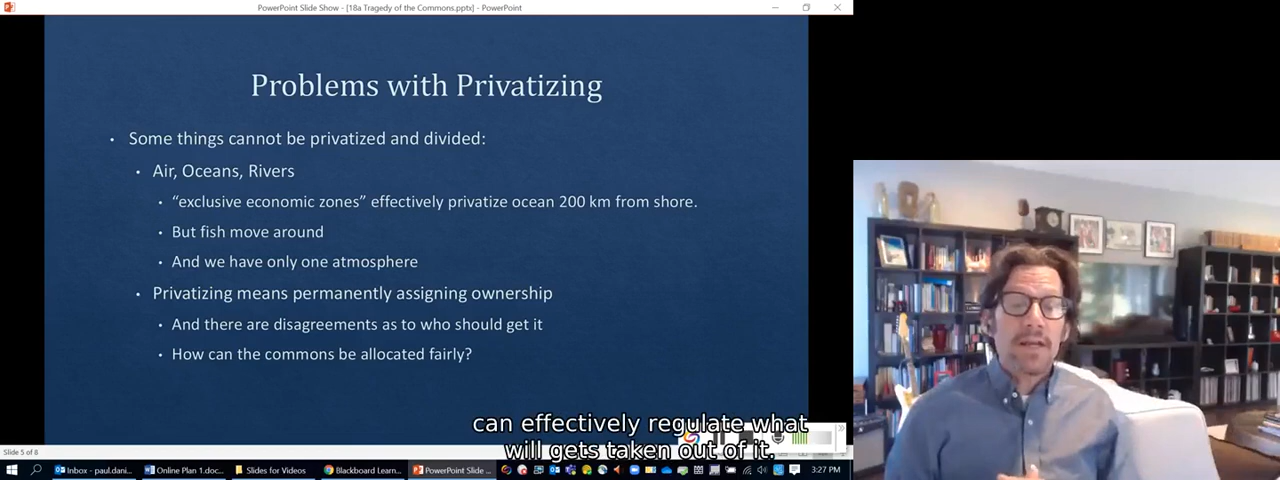 PowerPoint Slide Show - [18a Tragedy of the Commons.pptx] - PowerPoint
Problems with Privatizing
• Some things cannot be privatized and divided:
• Air, Oceans, Rivers
• “exclusive economic zones” effectively privatize ocean 200 km from shore.
• But fish move around
• And we have only one atmosphere
• Privatizing means permanently assigning ownership
• And there are disagreements as to who should get it
• How can the commons be allocated fairly?
can effectively regulate what
will gets taken out of it.
Slide 5 of 8
Inbox - paul.dani... Online Plan 1.doc... Slides for Videos Blackboard Learn... PowerPoint Slide ... 3:27 PM